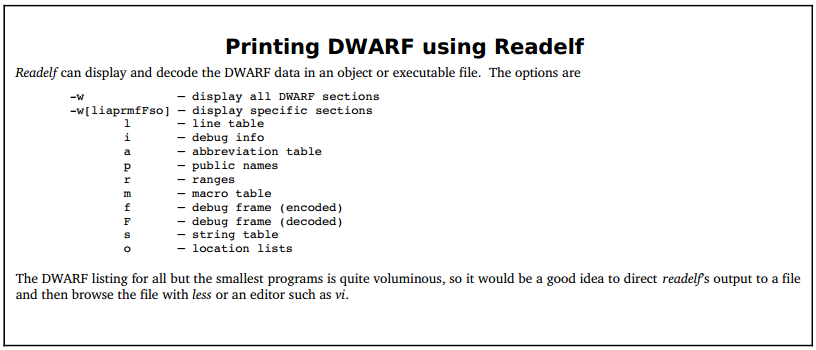 Printing DWARF using Readelf
Readelf can display and decode the DWARF data in an object or executable file. The options are
-w – display all DWARF sections
-w[liaprmfFso] – display specific sections
l – line table
i – debug info
a – abbreviation table
p – public names
r – ranges
m – macro table
f – debug frame (encoded)
F – debug frame (decoded)
s – string table
o – location lists
The DWARF listing for all but the smallest programs is quite voluminous, so it would be a good idea to direct readelf's output to a file
and then browse the file with less or an editor such as vi.